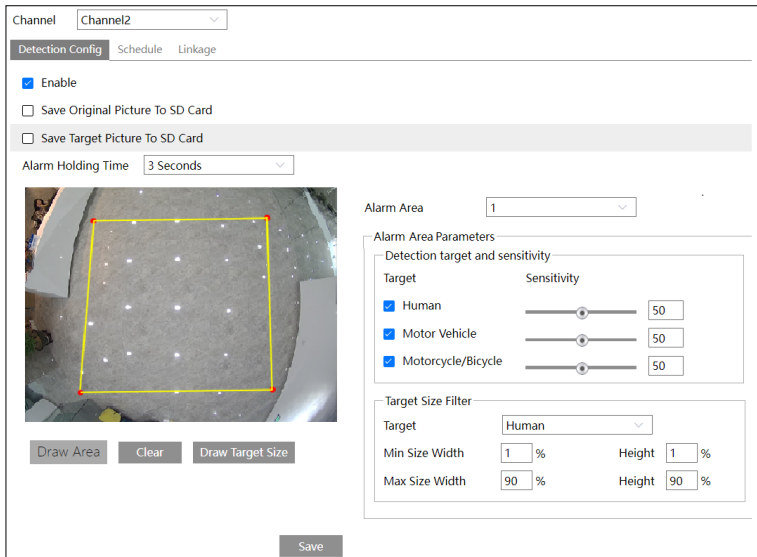 Channel Channel2
Detection Config Schedule Linkage
Enable
Save Original Picture To SD Card
Save Target Picture To SD Card
Alarm Holding Time 3 Seconds
Alarm Area 1
Alarm Area Parameters
Detection target and sensitivity
Target Sensitivity
Human 50
Motor Vehicle 50
Motorcycle/Bicycle 50
Target Size Filter
Target Human
Min Size Width 1 % Height 1 %
Max Size Width 90 % Height 90 %
Draw Area Clear Draw Target Size
Save